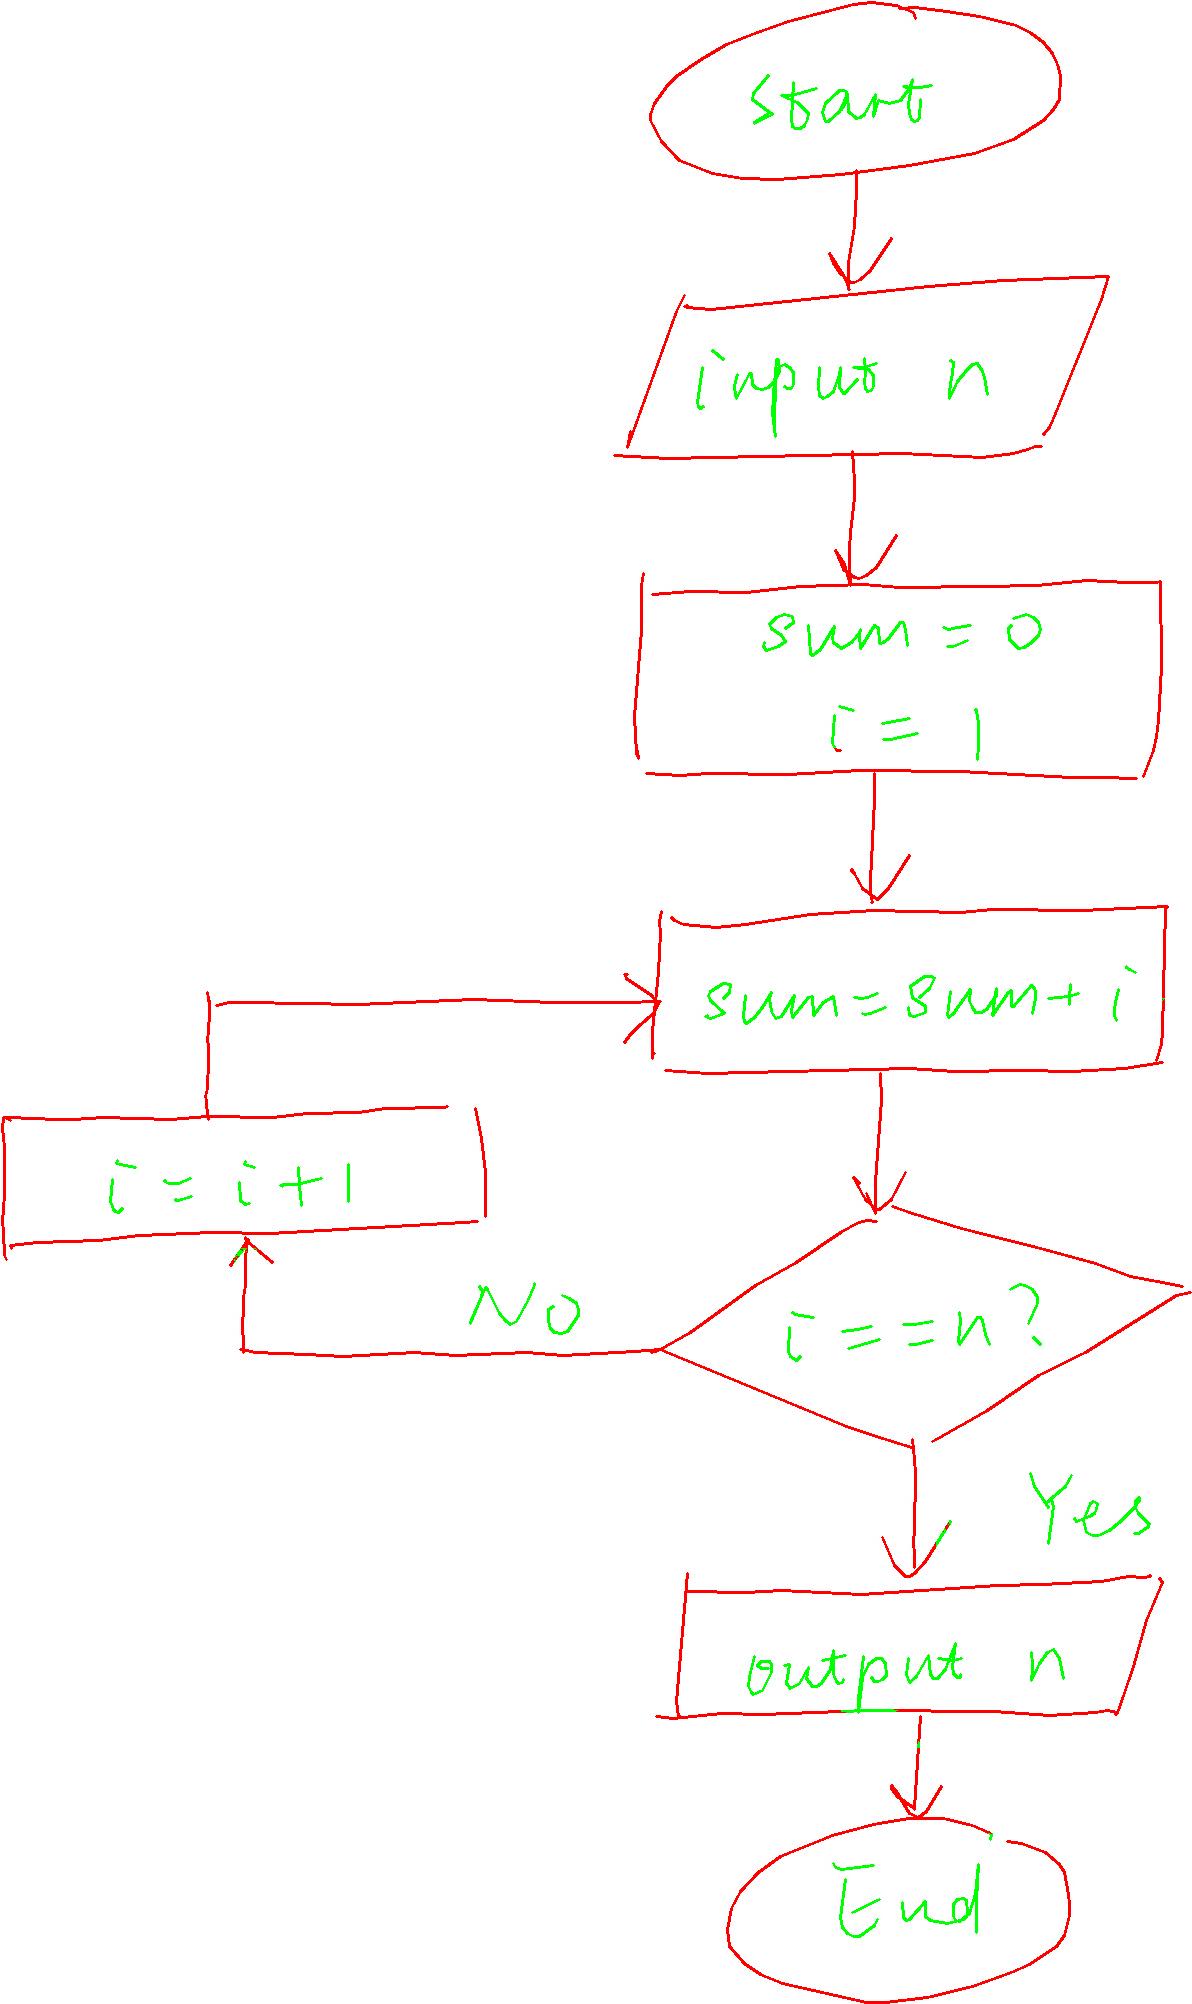 start
input n
sum = 0
i = 1
sum = sum + i
i = i + 1
No
i = = n?
Yes
output n
End